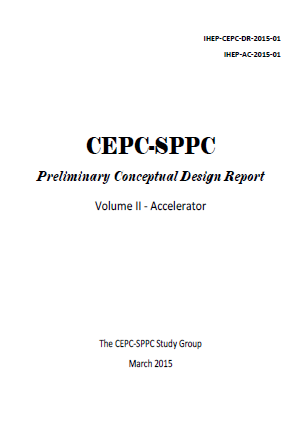 IHEP-CEPC-DR-2015-01
IHEP-AC-2015-01
CEPC-SPPC
Preliminary Conceptual Design Report
Volume II - Accelerator
The CEPC-SPPC Study Group
March 2015